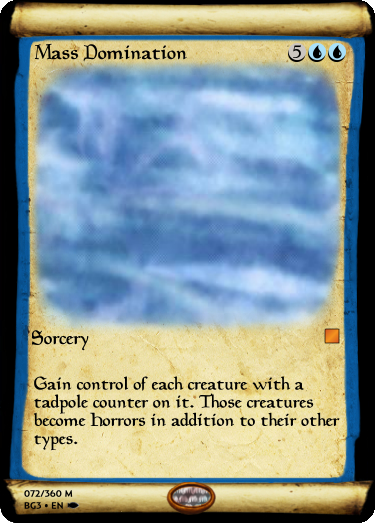 Mass Domination 5
Sorcery
Gain control of each creature with a
tadpole counter on it. Those creatures
become Horrors in addition to their other
types.
072/360 M
BG3 • EN